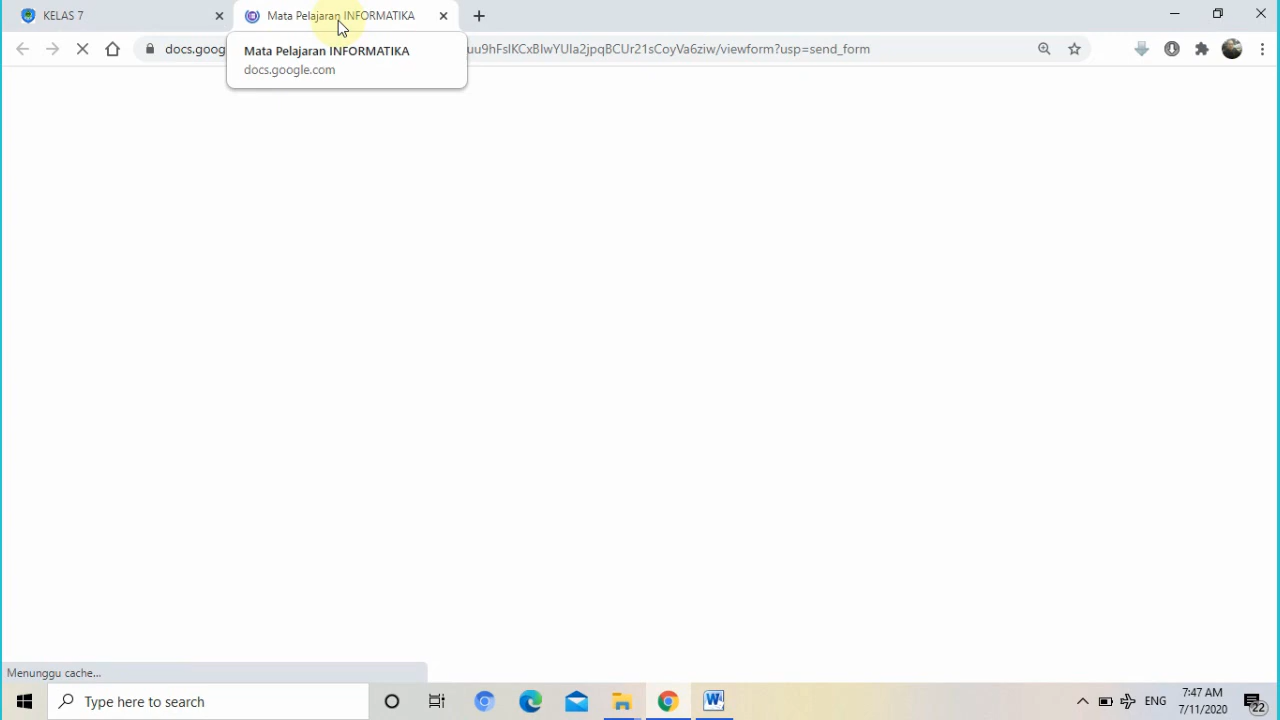 KELAS 7
Mata Pelajaran INFORMATIKA
docs.goog
uu9hFsIKCxBIwYUIa2jpqBCUr21sCoyVa6ziw/viewform?usp=send_form
Mata Pelajaran INFORMATIKA
docs.google.com
Menunggu cache...
Type here to search
ENG
7:47 AM
7/11/2020
22